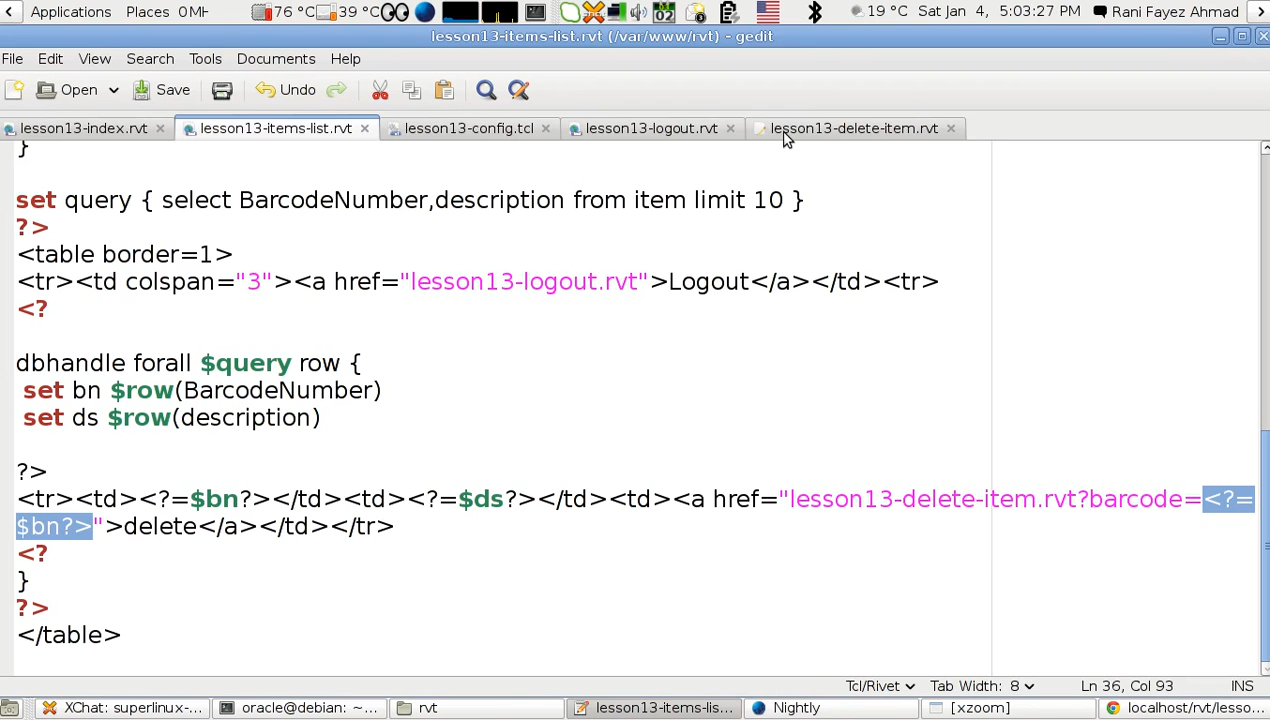 Applications Places 0MH 76 °C 39 °C 19 °C Sat Jan 4, 5:03:27 PM Rani Fayez Ahmad
lesson13-items-list.rvt (/var/www/rvt) - gedit
File Edit View Search Tools Documents Help
Open Save Undo
lesson13-index.rvt lesson13-items-list.rvt lesson13-config.tcl lesson13-logout.rvt lesson13-delete-item.rvt
}
set query { select BarcodeNumber,description from item limit 10 }
?>
<table border=1>
<tr><td colspan="3"><a href="lesson13-logout.rvt">Logout</a></td><tr>
<?
dbhandle forall $query row {
set bn $row(BarcodeNumber)
set ds $row(description)
?>
<tr><td><?=$bn?></td><td><?=$ds?></td><td><a href="lesson13-delete-item.rvt?barcode=<?=
$bn?>">delete</a></td></tr>
<?
}
?>
</table>
Tcl/Rivet Tab Width: 8 Ln 36, Col 93 INS
XChat: superlinux-... oracle@debian: ~... rvt lesson13-items-lis... Nightly [xzoom] localhost/rvt/lesso...